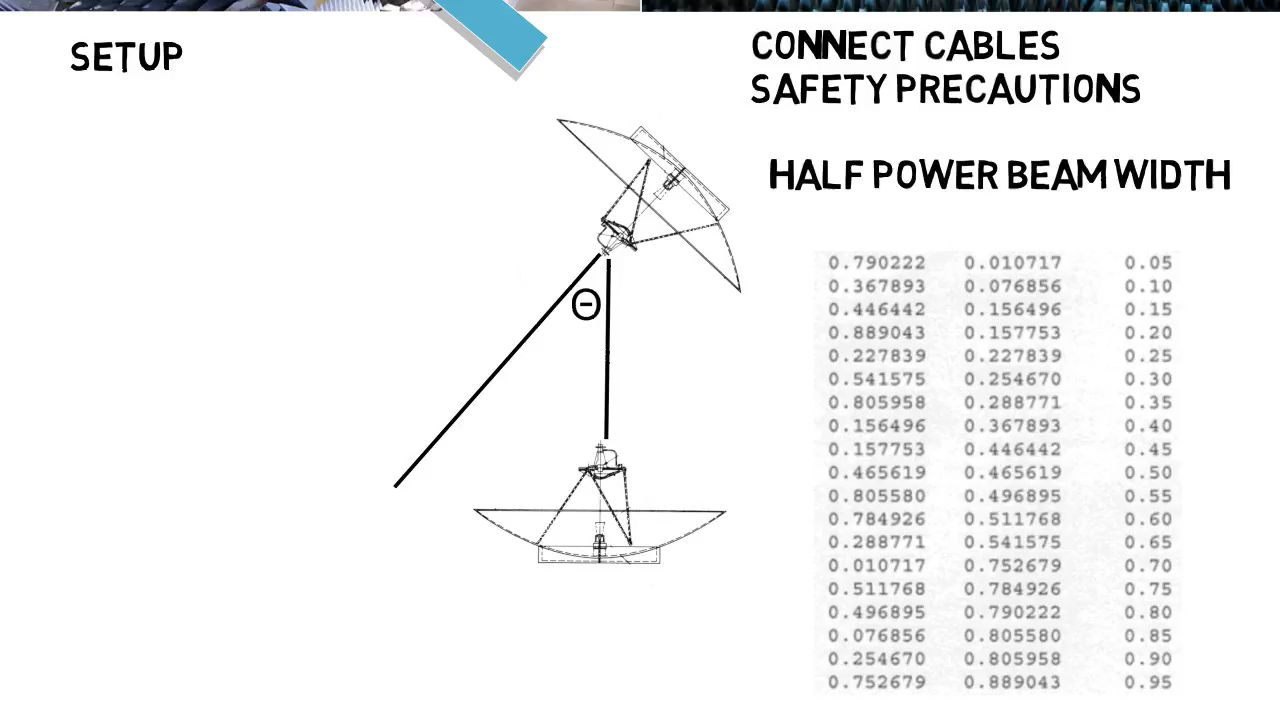 SETUP
CONNECT CABLES
SAFETY PRECAUTIONS
HALF POWER BEAM WIDTH
Θ
0.790222 0.010717 0.05
0.367893 0.076856 0.10
0.446442 0.156496 0.15
0.889043 0.157753 0.20
0.227839 0.227839 0.25
0.541575 0.254670 0.30
0.805958 0.288771 0.35
0.156496 0.367893 0.40
0.157753 0.446442 0.45
0.465619 0.465619 0.50
0.805580 0.496895 0.55
0.784926 0.511768 0.60
0.288771 0.541575 0.65
0.010717 0.752679 0.70
0.511768 0.784926 0.75
0.496895 0.790222 0.80
0.076856 0.805580 0.85
0.254670 0.805958 0.90
0.752679 0.889043 0.95